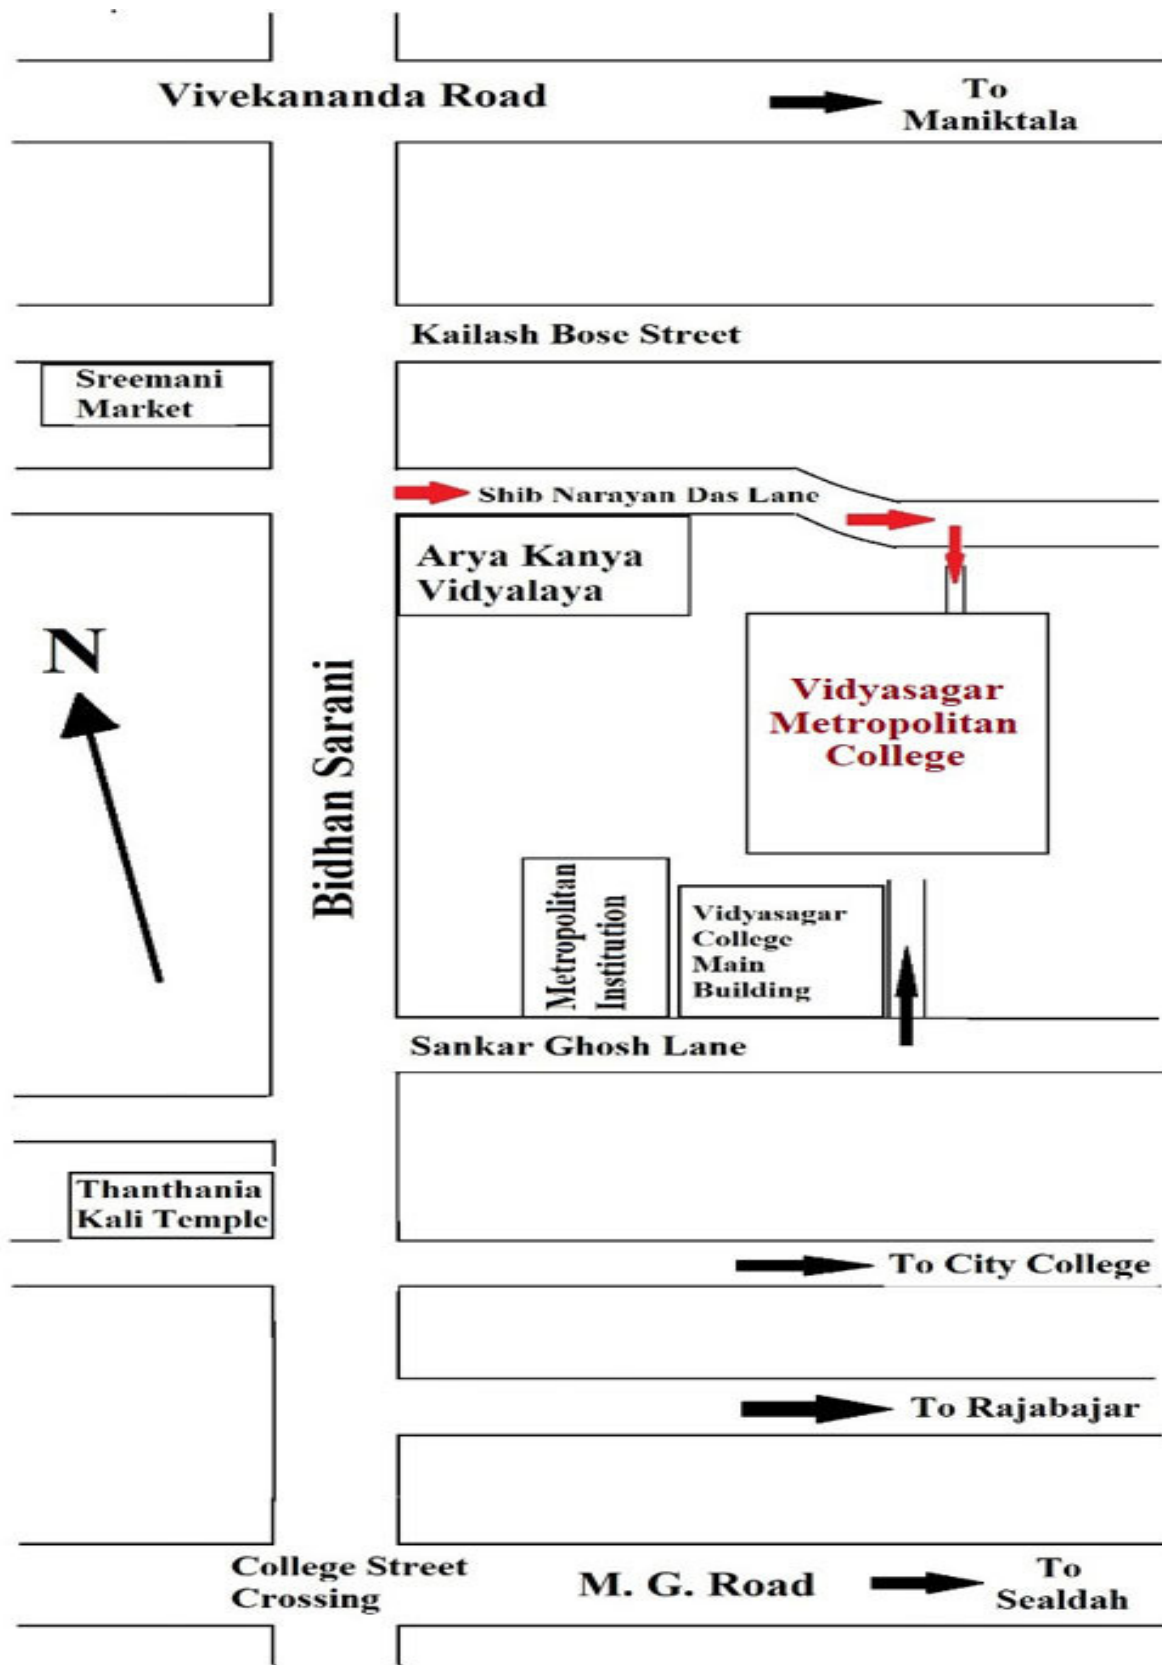 Vivekananda Road
To
Maniktala
Kailash Bose Street
Sreemani
Market
Shib Narayan Das Lane
Arya Kanya
Vidyalaya
N
Bidhan Sarani
Vidyasagar
Metropolitan
College
Metropolitan
Institution
Vidyasagar
College
Main
Building
Sankar Ghosh Lane
Thanthania
Kali Temple
To City College
To Rajabajar
College Street
Crossing
M. G. Road
To
Sealdah